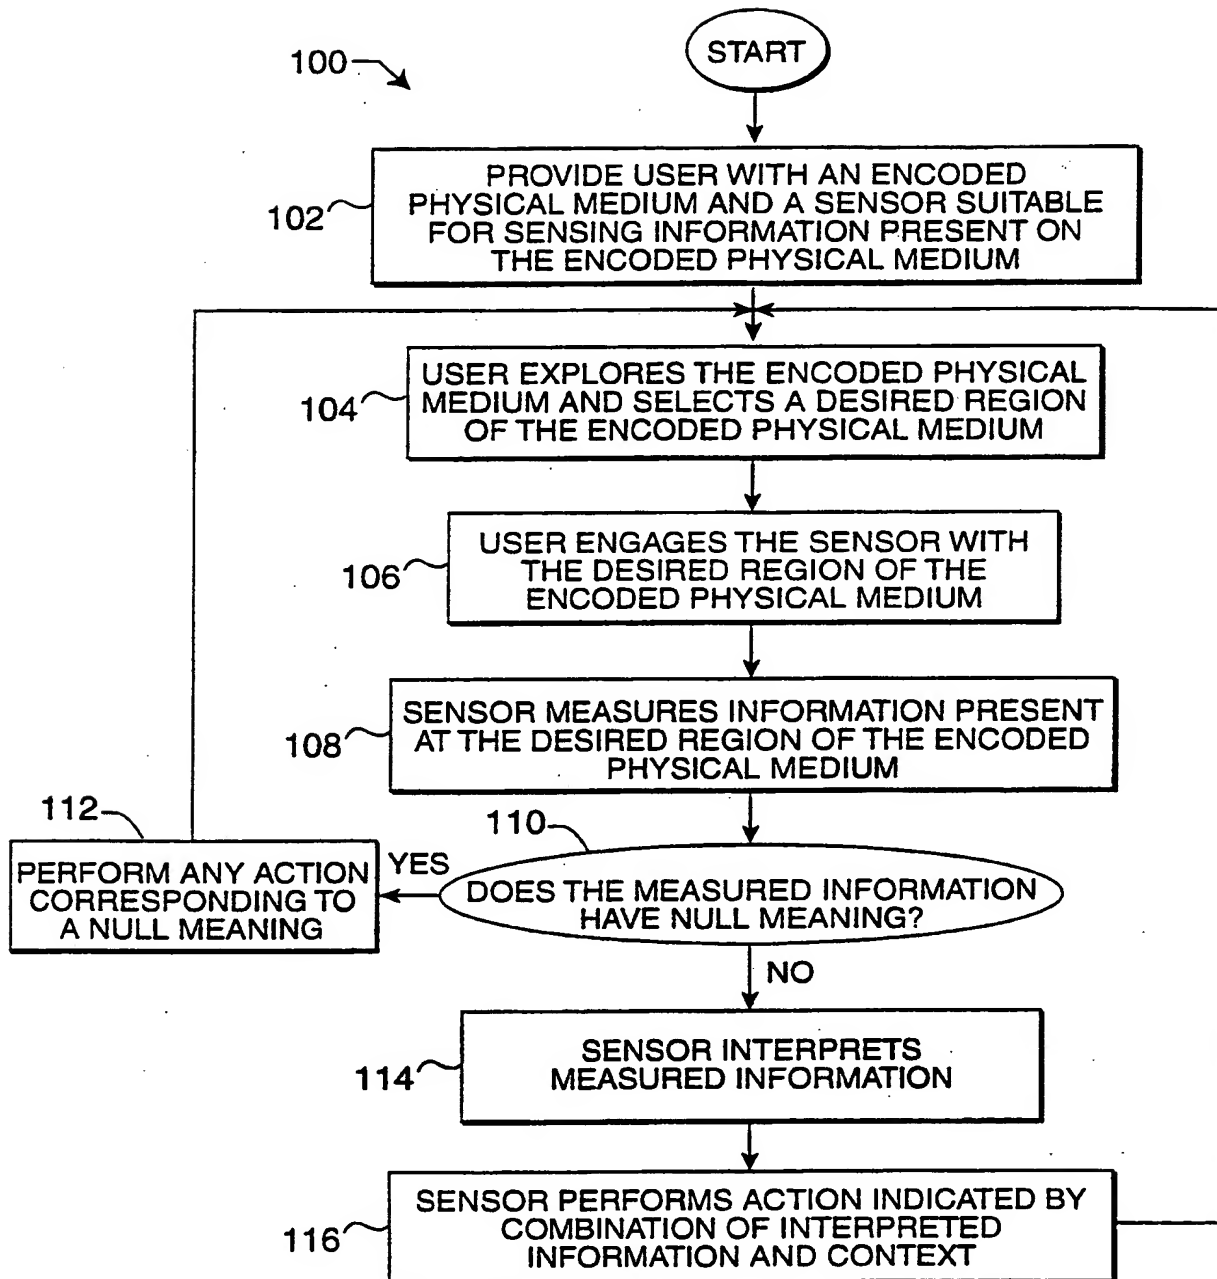 START
100
PROVIDE USER WITH AN ENCODED
PHYSICAL MEDIUM AND A SENSOR SUITABLE
FOR SENSING INFORMATION PRESENT ON
THE ENCODED PHYSICAL MEDIUM
102
USER EXPLORES THE ENCODED PHYSICAL
MEDIUM AND SELECTS A DESIRED REGION
OF THE ENCODED PHYSICAL MEDIUM
104
USER ENGAGES THE SENSOR WITH
THE DESIRED REGION OF THE
ENCODED PHYSICAL MEDIUM
106
SENSOR MEASURES INFORMATION PRESENT
AT THE DESIRED REGION OF THE ENCODED
PHYSICAL MEDIUM
108
110
DOES THE MEASURED INFORMATION
HAVE NULL MEANING?
YES
112
PERFORM ANY ACTION
CORRESPONDING TO
A NULL MEANING
NO
SENSOR INTERPRETS
MEASURED INFORMATION
114
SENSOR PERFORMS ACTION INDICATED BY
COMBINATION OF INTERPRETED
INFORMATION AND CONTEXT
116